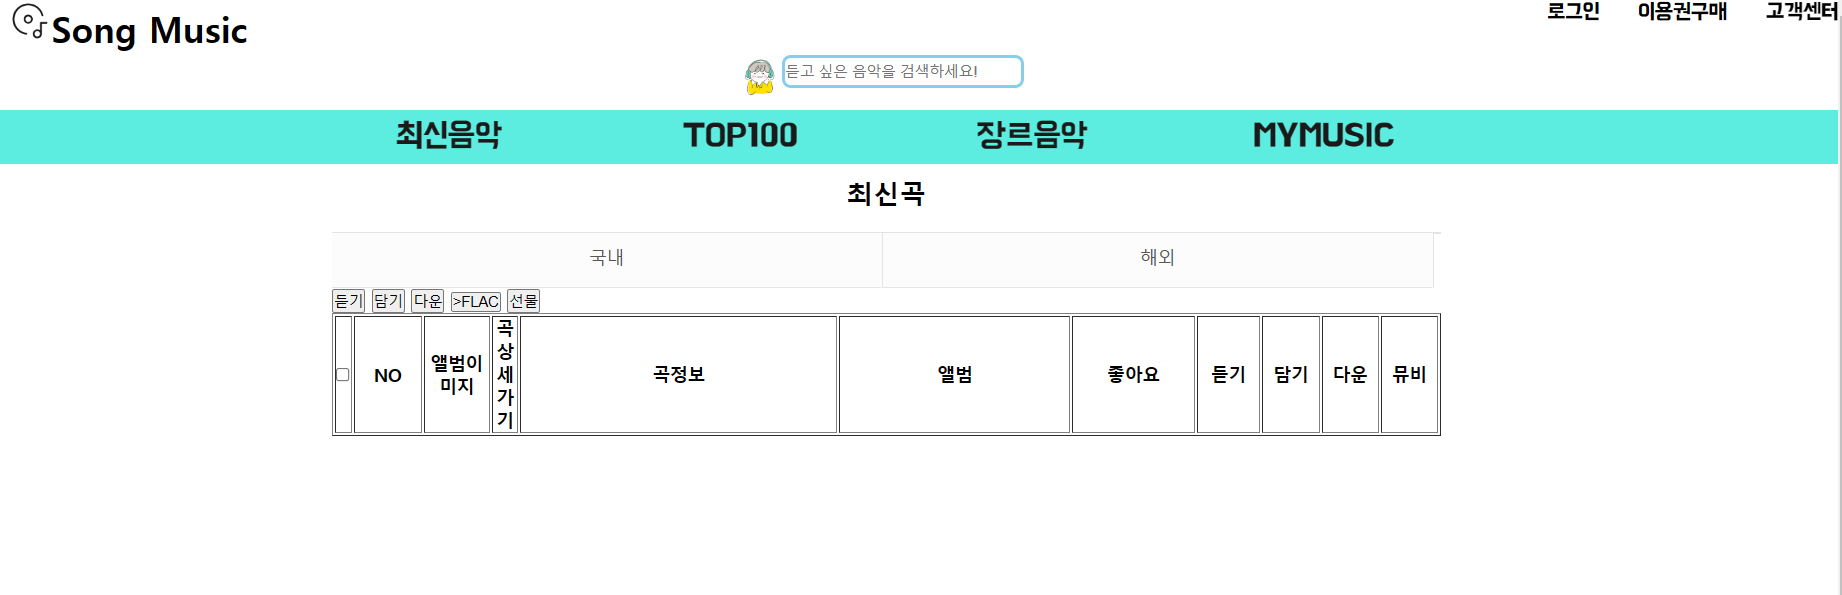 Song Music
로그인 이용권구매 고객센터
듣고 싶은 음악을 검색하세요!
최신음악 TOP100 장르음악 MYMUSIC
최신곡
국내 해외
듣기 담기 다운 >FLAC 선물
NO 앨범이미지 곡상세가기 곡정보 앨범 좋아요 듣기 담기 다운 뮤비